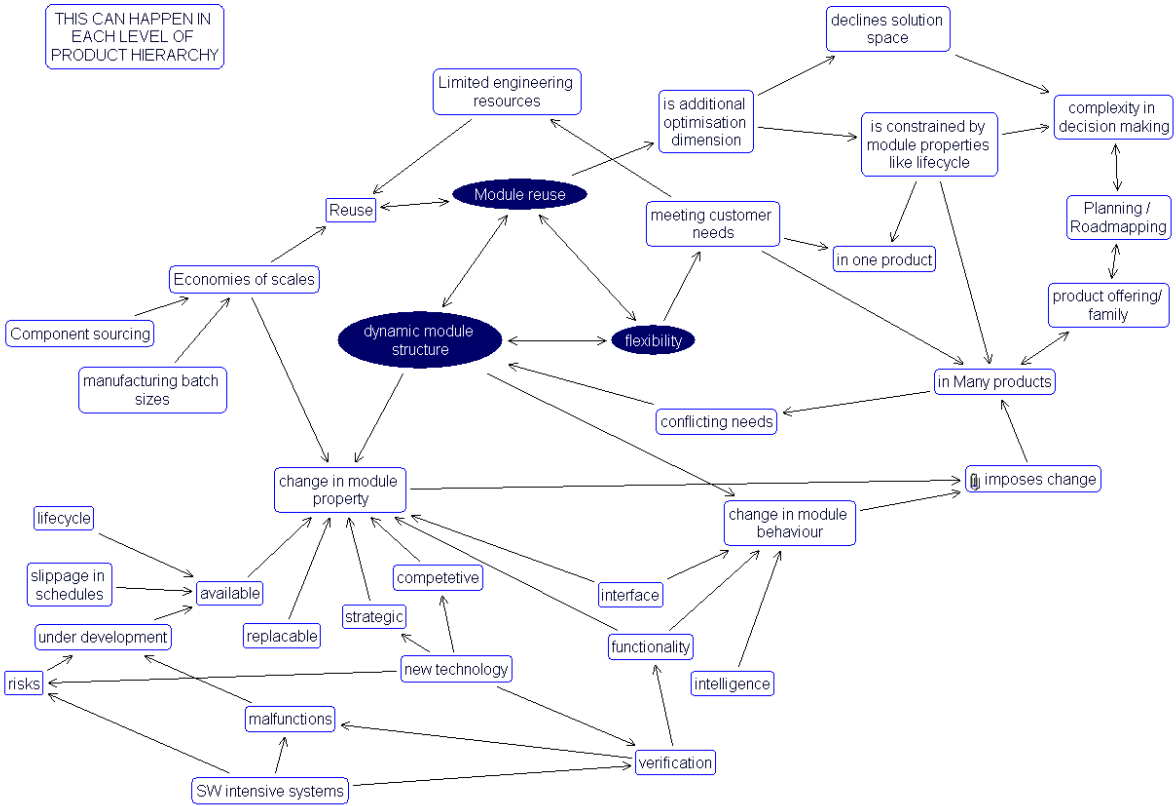 THIS CAN HAPPEN IN
EACH LEVEL OF
PRODUCT HIERARCHY
declines solution
space
Limited engineering
resources
is additional
optimisation
dimension
complexity in
decision making
is constrained by
module properties
like lifecycle
Module reuse
Reuse
meeting customer
needs
Planning /
Roadmapping
in one product
Economies of scales
product offering/
family
Component sourcing
dynamic module
structure
flexibility
manufacturing batch
sizes
in Many products
conflicting needs
change in module
property
imposes change
lifecycle
change in module
behaviour
slippage in
schedules
available
competetive
interface
strategic
under development
replacable
functionality
new technology
risks
intelligence
malfunctions
verification
SW intensive systems